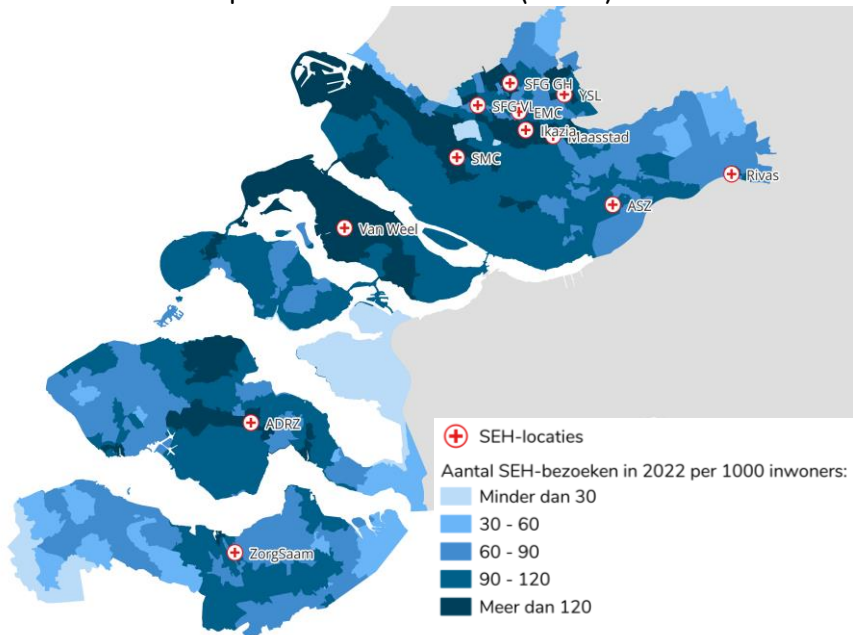 SFG GH
YSL
SFG VL
EMC
Ikazia
Maasstad
SMC
Rivas
ASZ
Van Weel
ADRZ
SEH-locaties
Aantal SEH-bezoeken in 2022 per 1000 inwoners:
Minder dan 30
30 - 60
60 - 90
ZorgSaam
90 - 120
Meer dan 120